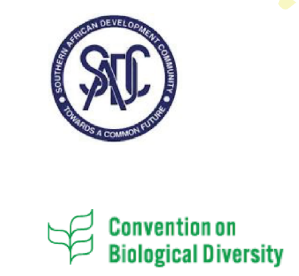 SOUTHERN AFRICAN DEVELOPMENT COMMUNITY
SADC
TOWARDS A COMMON FUTURE
Convention on
Biological Diversity